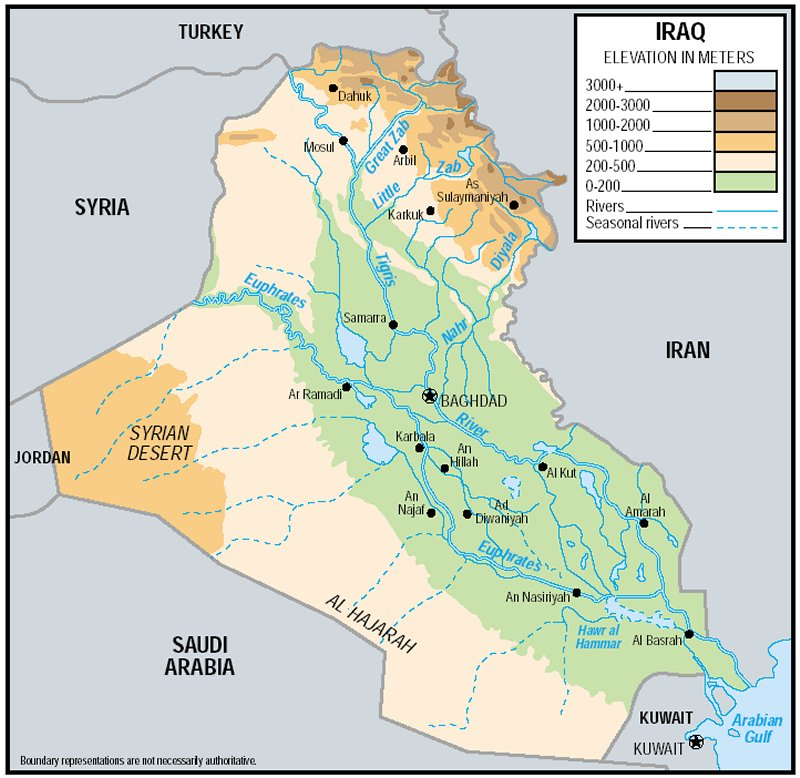 TURKEY
IRAQ
ELEVATION IN METERS
3000+
2000-3000
1000-2000
500-1000
200-500
0-200
Rivers
Seasonal rivers
Dahuk
Mosul
Great Zab
Arbil
Little
Zab
As
Sulaymaniyah
Karkuk
SYRIA
Diyala
Tigris
Euphrates
Samarra
Nahr
IRAN
Ar Ramadi
BAGHDAD
River
SYRIAN
DESERT
JORDAN
Karbala
An
Hillah
Al Kut
An
Najaf
Ad
Diwaniyah
Al
Amarah
Euphrates
An Nasiriyah
AL HAJARAH
Hawr al
Hammar
Al Basrah
SAUDI
ARABIA
KUWAIT
KUWAIT
Arabian
Gulf
Boundary representations are not necessarily authoritative.